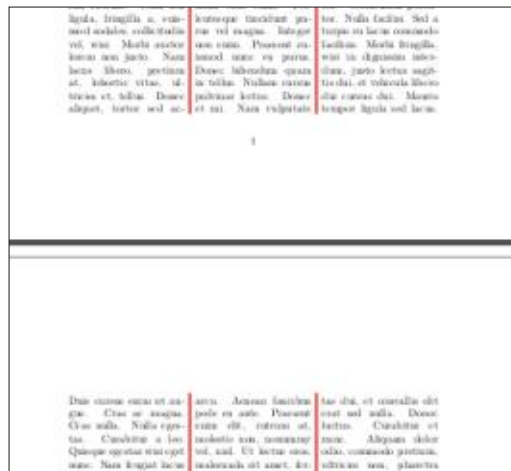 ligula, fringilla a, euis-
mod sodales, sollicitudin
vel, wisi. Morbi auctor
lorem non justo. Nam
lacus libero, pretium
at, lobortis vitae, ul-
tricies et, tellus. Donec
aliquet, tortor sed ac-
lentesque tincidunt pu-
rus vel magna. Integer
non enim. Praesent eu-
ismod nunc eu purus.
Donec bibendum quam
in tellus. Nullam cursus
pulvinar lectus. Donec
et mi. Nam vulputate
tor. Nulla facilisi. Sed a
turpis eu lacus commodo
facilisis. Morbi fringilla,
wisi in dignissim inter-
dum, justo lectus sagit-
tis dui, et vehicula libero
dui cursus dui. Mauris
tempor ligula sed lacus.
1
Duis cursus enim ut au-
gue. Cras ac magna.
Cras nulla. Nulla eges-
tas. Curabitur a leo.
Quisque egestas wisi eget
nunc. Nam feugiat lacus
arcu. Aenean faucibus
pede eu ante. Praesent
enim elit, rutrum at,
molestie non, nonummy
vel, nisl. Ut lectus eros,
malesuada sit amet, fer-
tas dui, et convallis elit
erat sed nulla. Donec
luctus. Curabitur et
nunc. Aliquam dolor
odio, commodo pretium,
ultricies non, pharetra